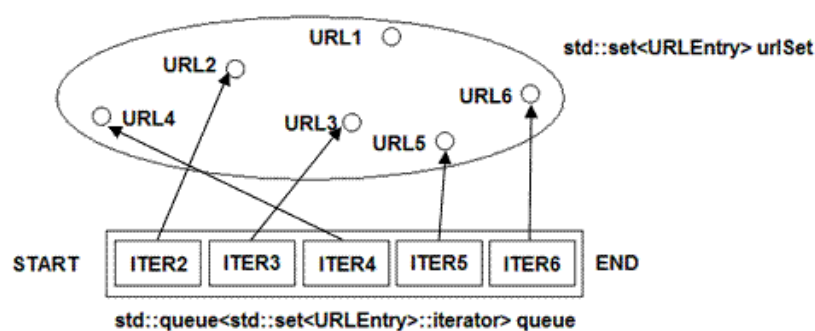 URL1
std::set<URLEntry> urlSet
URL2
URL6
URL4
URL3
URL5
START
ITER2
ITER3
ITER4
ITER5
ITER6
END
std::queue<std::set<URLEntry>::iterator> queue